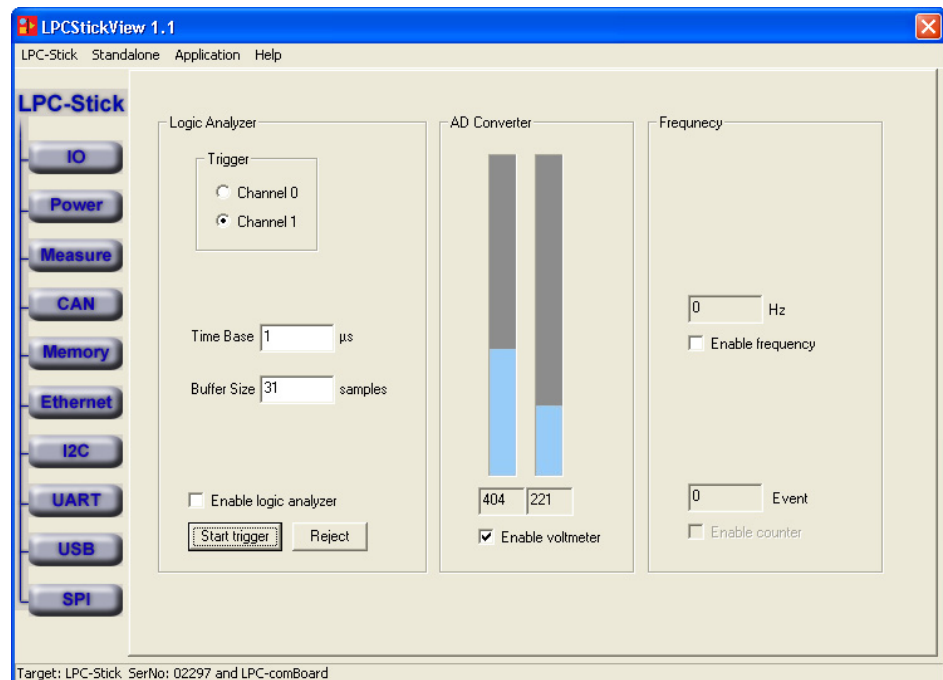 LPCStickView 1.1
LPC-Stick Standalone Application Help
LPC-Stick
IO
Power
Measure
CAN
Memory
Ethernet
I2C
UART
USB
SPI
Logic Analyzer
Trigger
Channel 0
Channel 1
Time Base 1 µs
Buffer Size 31 samples
Enable logic analyzer
Start trigger Reject
AD Converter
404 221
Enable voltmeter
Frequnecy
0 Hz
Enable frequency
0 Event
Enable counter
Target: LPC-Stick SerNo: 02297 and LPC-comBoard